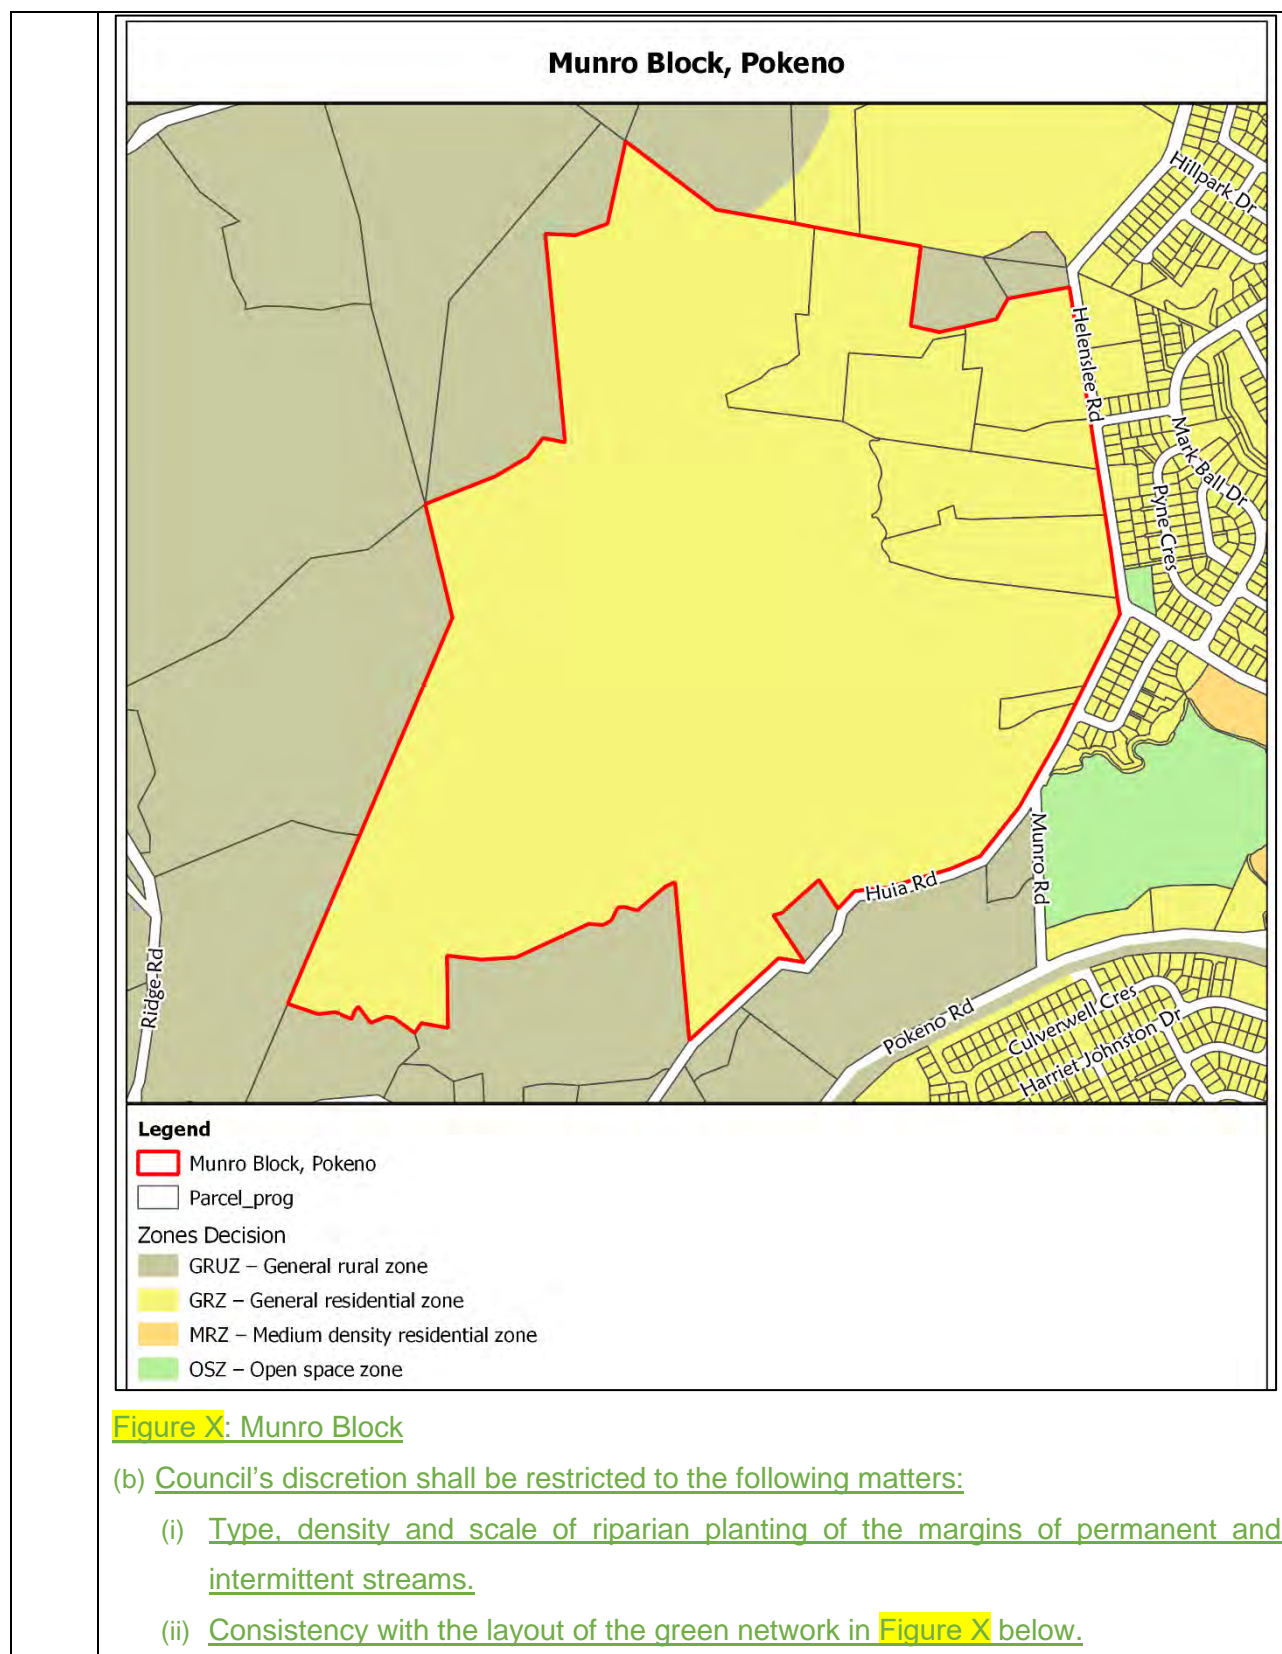 Munro Block, Pokeno
Hillpark Dr
Helenslee Rd
Mark Ball Dr
Pyne Cres
Munro Rd
Huia Rd
Ridge Rd
Pokeno Rd
Culverwell Cres
Harriet Johnston Dr
Legend
Munro Block, Pokeno
Parcel_prog
Zones Decision
GRUZ – General rural zone
GRZ – General residential zone
MRZ – Medium density residential zone
OSZ – Open space zone
Figure X: Munro Block
(b) Council’s discretion shall be restricted to the following matters:
(i) Type, density and scale of riparian planting of the margins of permanent and
intermittent streams.
(ii) Consistency with the layout of the green network in Figure X below.